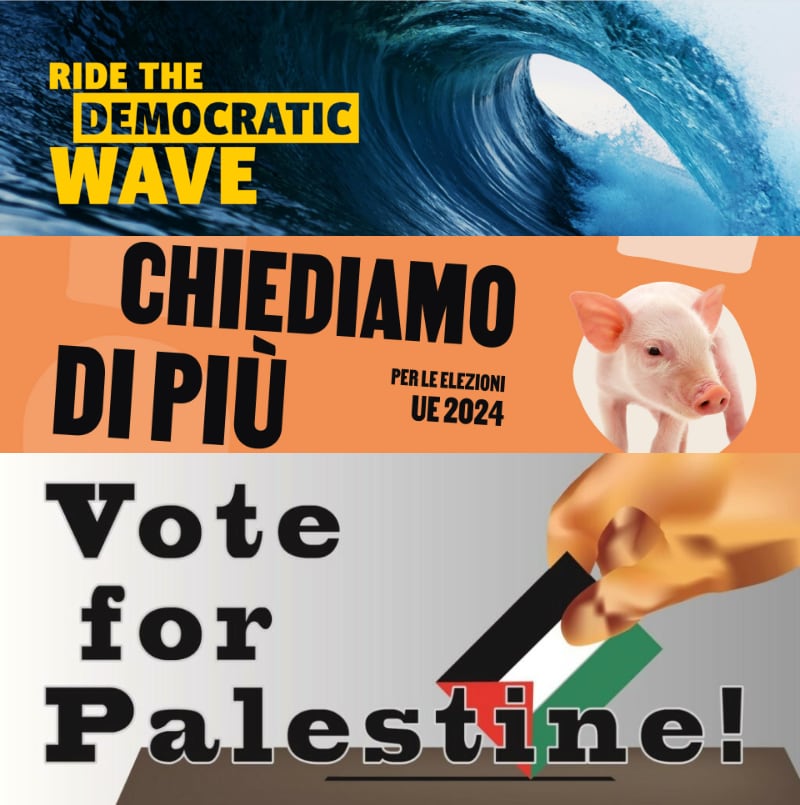 RIDE THE
DEMOCRATIC
WAVE
CHIEDIAMO
DI PIÙ
PER LE ELEZIONI
UE 2024
Vote
for
Palestine!